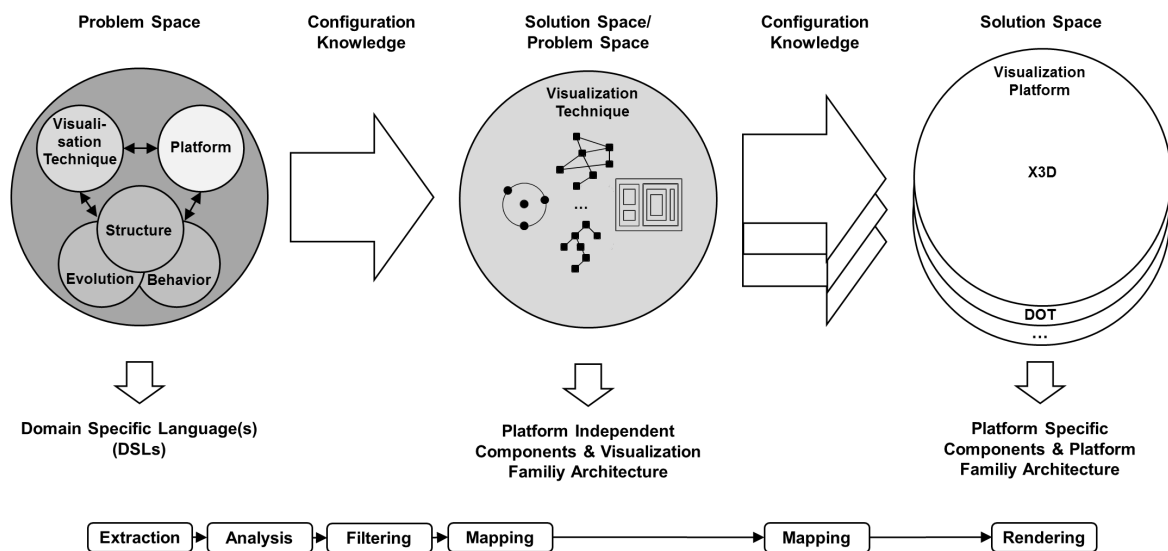 Problem Space
Configuration
Knowledge
Solution Space/
Problem Space
Configuration
Knowledge
Solution Space
Visuali-
sation
Technique
Platform
Structure
Evolution
Behavior
Visualization
Technique
...
Visualization
Platform
X3D
DOT
...
Domain Specific Language(s)
(DSLs)
Platform Independent
Components & Visualization
Familiy Architecture
Platform Specific
Components & Platform
Familiy Architecture
Extraction
Analysis
Filtering
Mapping
Mapping
Rendering